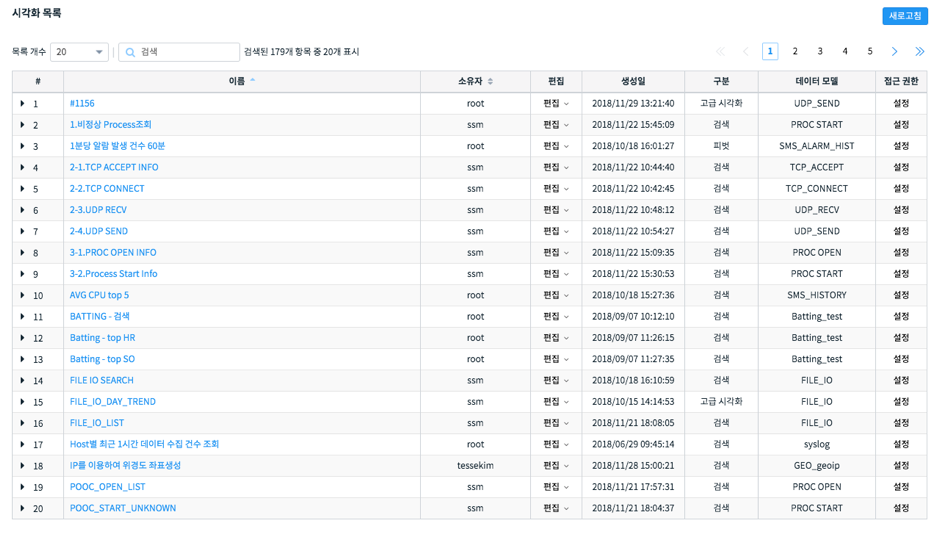 시각화 목록
새로고침
목록 개수 20 검색 검색된 179개 항목 중 20개 표시 1 2 3 4 5
# 이름 소유자 편집 생성일 구분 데이터 모델 접근 권한
1 #1156 root 편집 2018/11/29 13:21:40 고급 시각화 UDP_SEND 설정
2 1.비정상 Process조회 ssm 편집 2018/11/22 15:45:09 검색 PROC START 설정
3 1분당 알람 발생 건수 60분 root 편집 2018/10/18 16:01:27 피벗 SMS_ALARM_HIST 설정
4 2-1.TCP ACCEPT INFO ssm 편집 2018/11/22 10:44:40 검색 TCP_ACCEPT 설정
5 2-2.TCP CONNECT ssm 편집 2018/11/22 10:42:45 검색 TCP_CONNECT 설정
6 2-3.UDP RECV ssm 편집 2018/11/22 10:48:12 검색 UDP_RECV 설정
7 2-4.UDP SEND ssm 편집 2018/11/22 10:54:27 검색 UDP_SEND 설정
8 3-1.PROC OPEN INFO ssm 편집 2018/11/22 15:09:35 검색 PROC OPEN 설정
9 3-2.Process Start Info ssm 편집 2018/11/22 15:30:53 검색 PROC START 설정
10 AVG CPU top 5 root 편집 2018/10/18 15:27:36 검색 SMS_HISTORY 설정
11 BATTING - 검색 root 편집 2018/09/07 10:12:10 검색 Batting_test 설정
12 Batting - top HR root 편집 2018/09/07 11:26:15 검색 Batting_test 설정
13 Batting - top SO root 편집 2018/09/07 11:27:35 검색 Batting_test 설정
14 FILE IO SEARCH ssm 편집 2018/10/18 16:10:59 검색 FILE_IO 설정
15 FILE_IO_DAY_TREND ssm 편집 2018/10/15 14:14:53 고급 시각화 FILE_IO 설정
16 FILE_IO_LIST ssm 편집 2018/11/21 18:08:05 검색 FILE_IO 설정
17 Host별 최근 1시간 데이터 수집 건수 조회 root 편집 2018/06/29 09:45:14 검색 syslog 설정
18 IP를 이용하여 위경도 좌표생성 tessekim 편집 2018/11/28 15:00:21 검색 GEO_geoip 설정
19 POOC_OPEN_LIST ssm 편집 2018/11/21 17:57:31 검색 PROC OPEN 설정
20 POOC_START_UNKNOWN ssm 편집 2018/11/21 18:04:37 검색 PROC START 설정